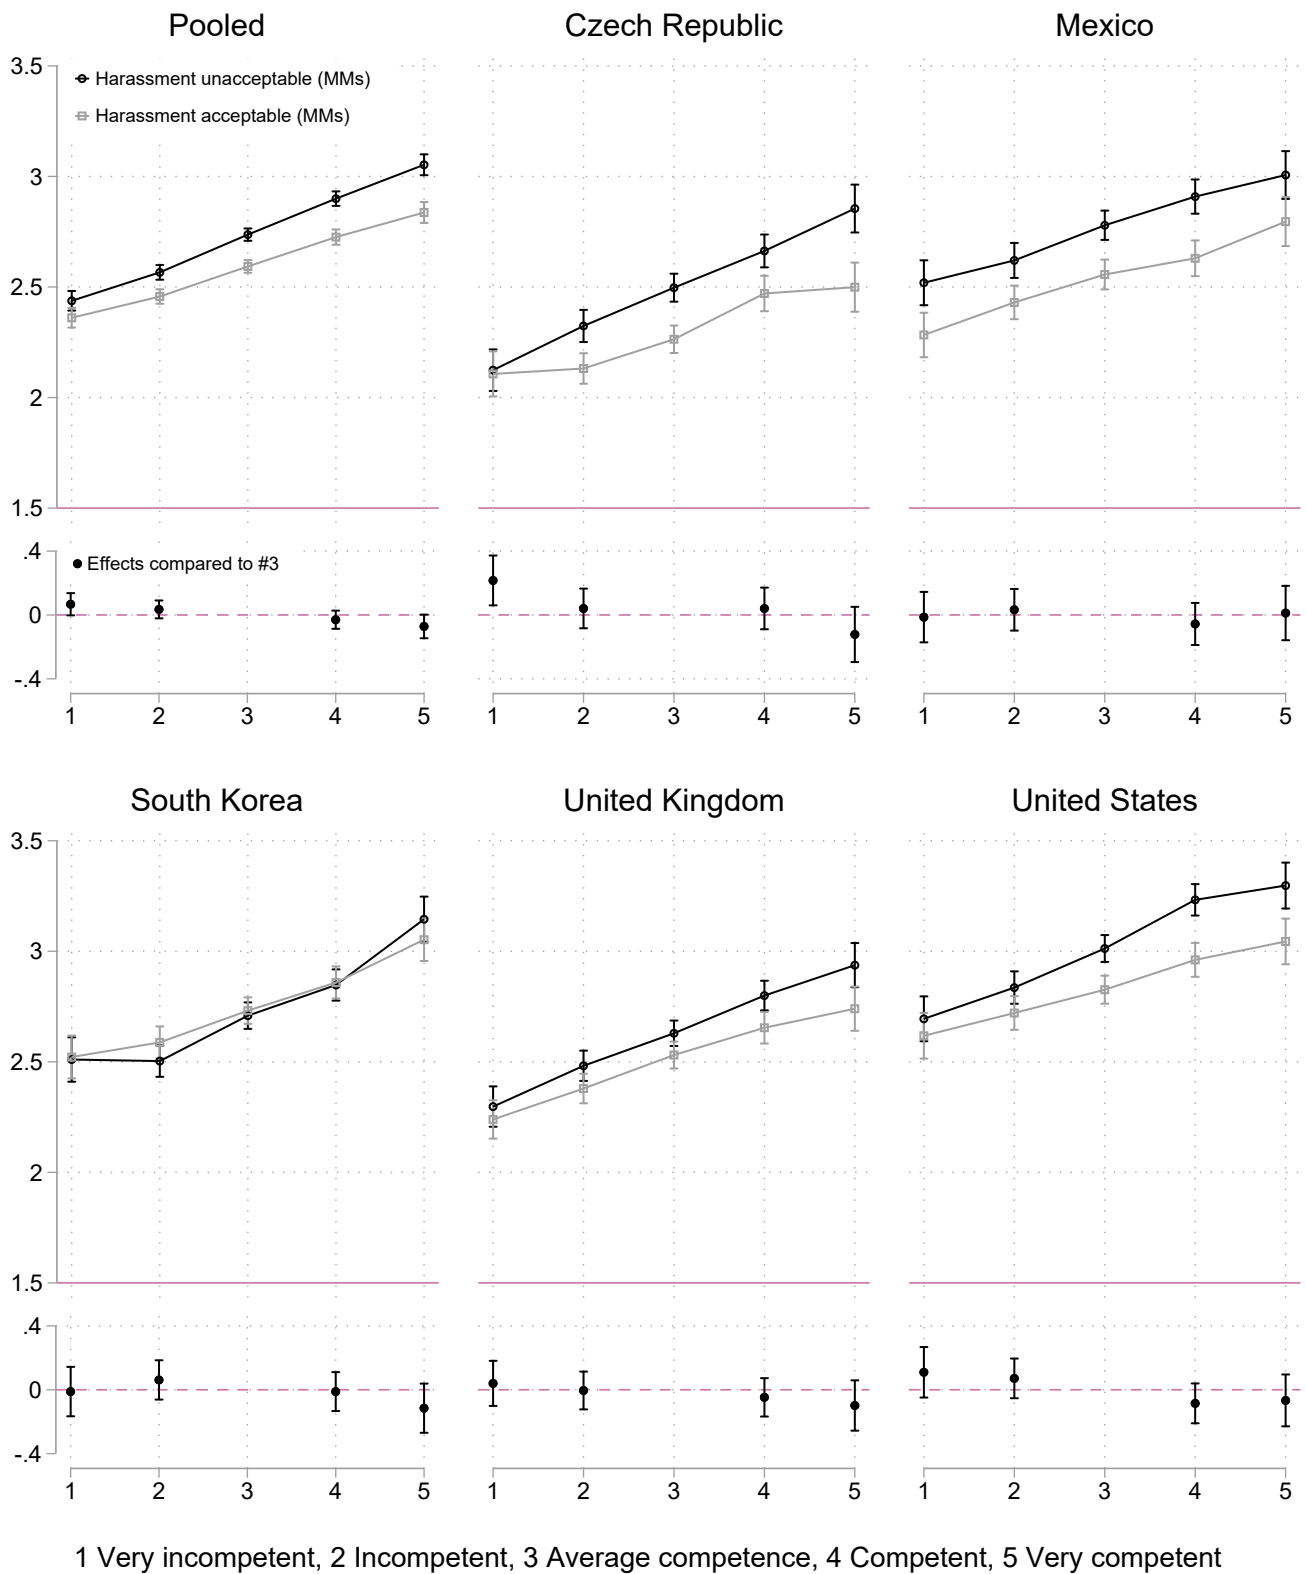 Pooled Czech Republic Mexico
3.5
Harassment unacceptable (MMs)
Harassment acceptable (MMs)
3
2.5
2
1.5
.4
Effects compared to #3
0
-.4
1 2 3 4 5 1 2 3 4 5 1 2 3 4 5
South Korea United Kingdom United States
3.5
3
2.5
2
1.5
.4
0
-.4
1 2 3 4 5 1 2 3 4 5 1 2 3 4 5
1 Very incompetent, 2 Incompetent, 3 Average competence, 4 Competent, 5 Very competent